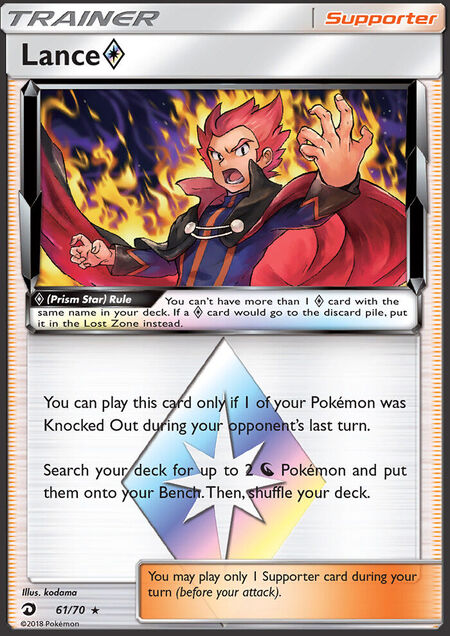 TRAINER Supporter
Lance
(Prism Star) Rule You can't have more than 1 card with the
same name in your deck. If a card would go to the discard pile, put
it in the Lost Zone instead.
You can play this card only if 1 of your Pokémon was
Knocked Out during your opponent's last turn.
Search your deck for up to 2 Pokémon and put
them onto your Bench. Then, shuffle your deck.
You may play only 1 Supporter card during your
turn (before your attack).
Illus. kodama
61/70 ★
©2018 Pokémon